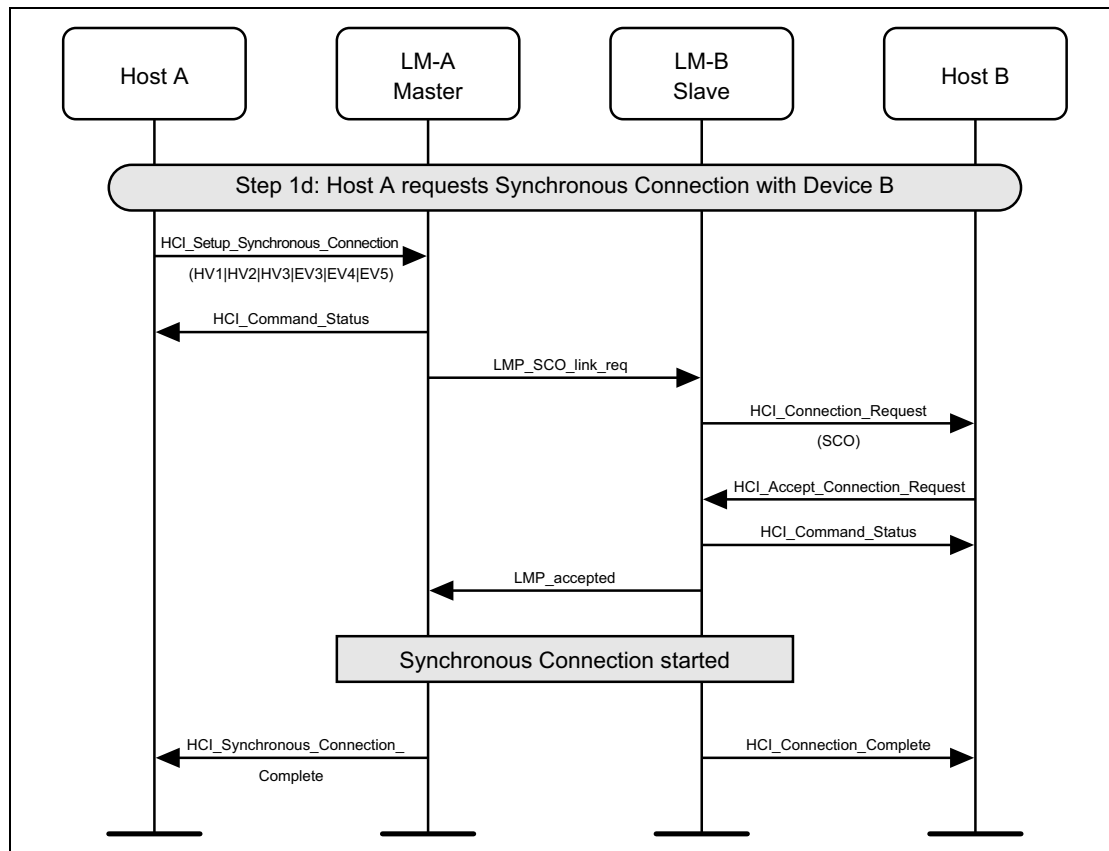 Host A
LM-A
Master
LM-B
Slave
Host B
Step 1d: Host A requests Synchronous Connection with Device B
HCI_Setup_Synchronous_Connection
(HV1|HV2|HV3|EV3|EV4|EV5)
HCI_Command_Status
LMP_SCO_link_req
HCI_Connection_Request
(SCO)
HCI_Accept_Connection_Request
HCI_Command_Status
LMP_accepted
Synchronous Connection started
HCI_Synchronous_Connection_
Complete
HCI_Connection_Complete